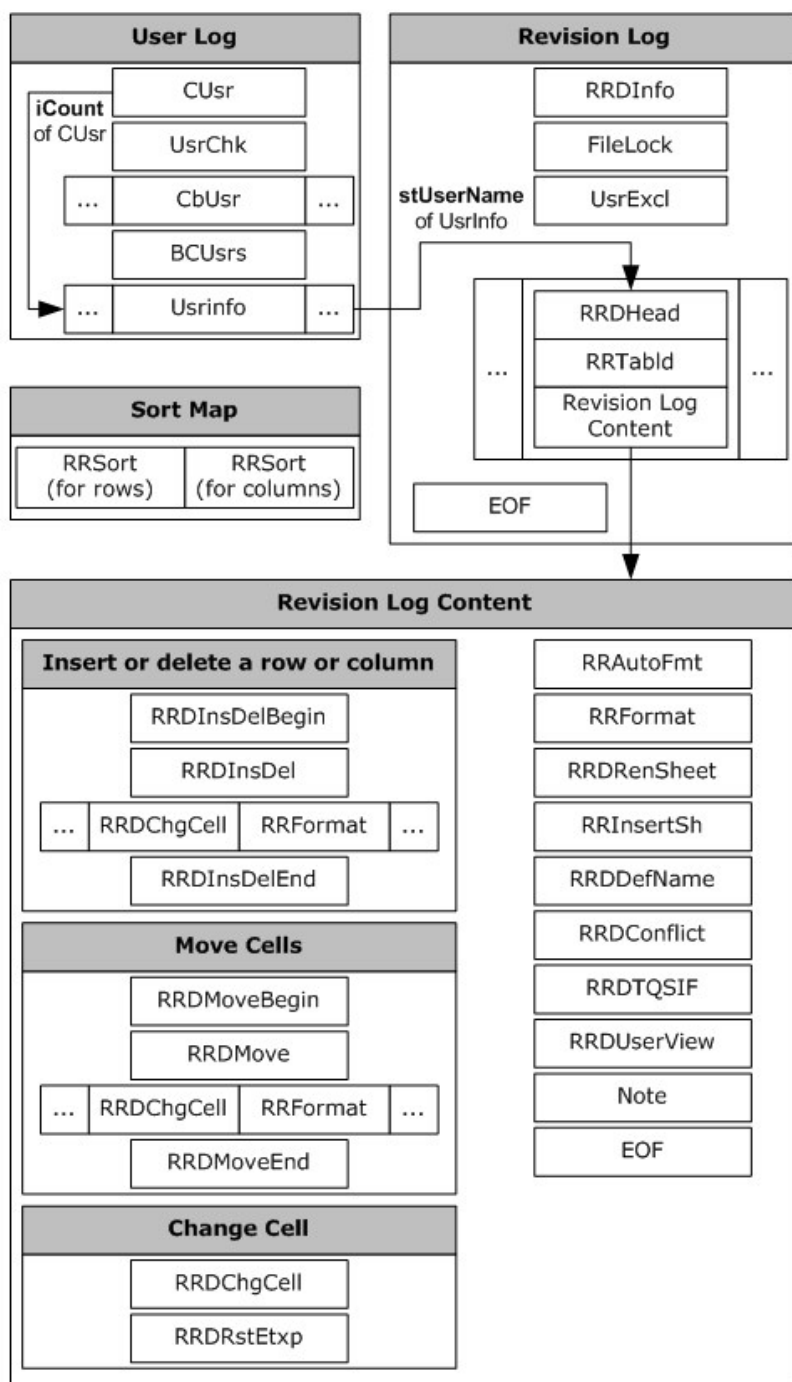 User Log
iCount
of CUsr
CUsr
UsrChk
... CbUsr ...
BCUsrs
... Usrinfo ...
Revision Log
RRDInfo
FileLock
UsrExcl
stUserName
of UsrInfo
...
RRDHead
RRTabld
Revision Log
Content
...
EOF
Sort Map
RRSort
(for rows)
RRSort
(for columns)
Revision Log Content
Insert or delete a row or column
RRDInsDelBegin
RRDInsDel
... RRDChgCell RRFormat ...
RRDInsDelEnd
Move Cells
RRDMoveBegin
RRDMove
... RRDChgCell RRFormat ...
RRDMoveEnd
Change Cell
RRDChgCell
RRDRstEtxp
RRAutoFmt
RRFormat
RRDRenSheet
RRInsertSh
RRDDefName
RRDConflict
RRDTQSIF
RRDUserView
Note
EOF